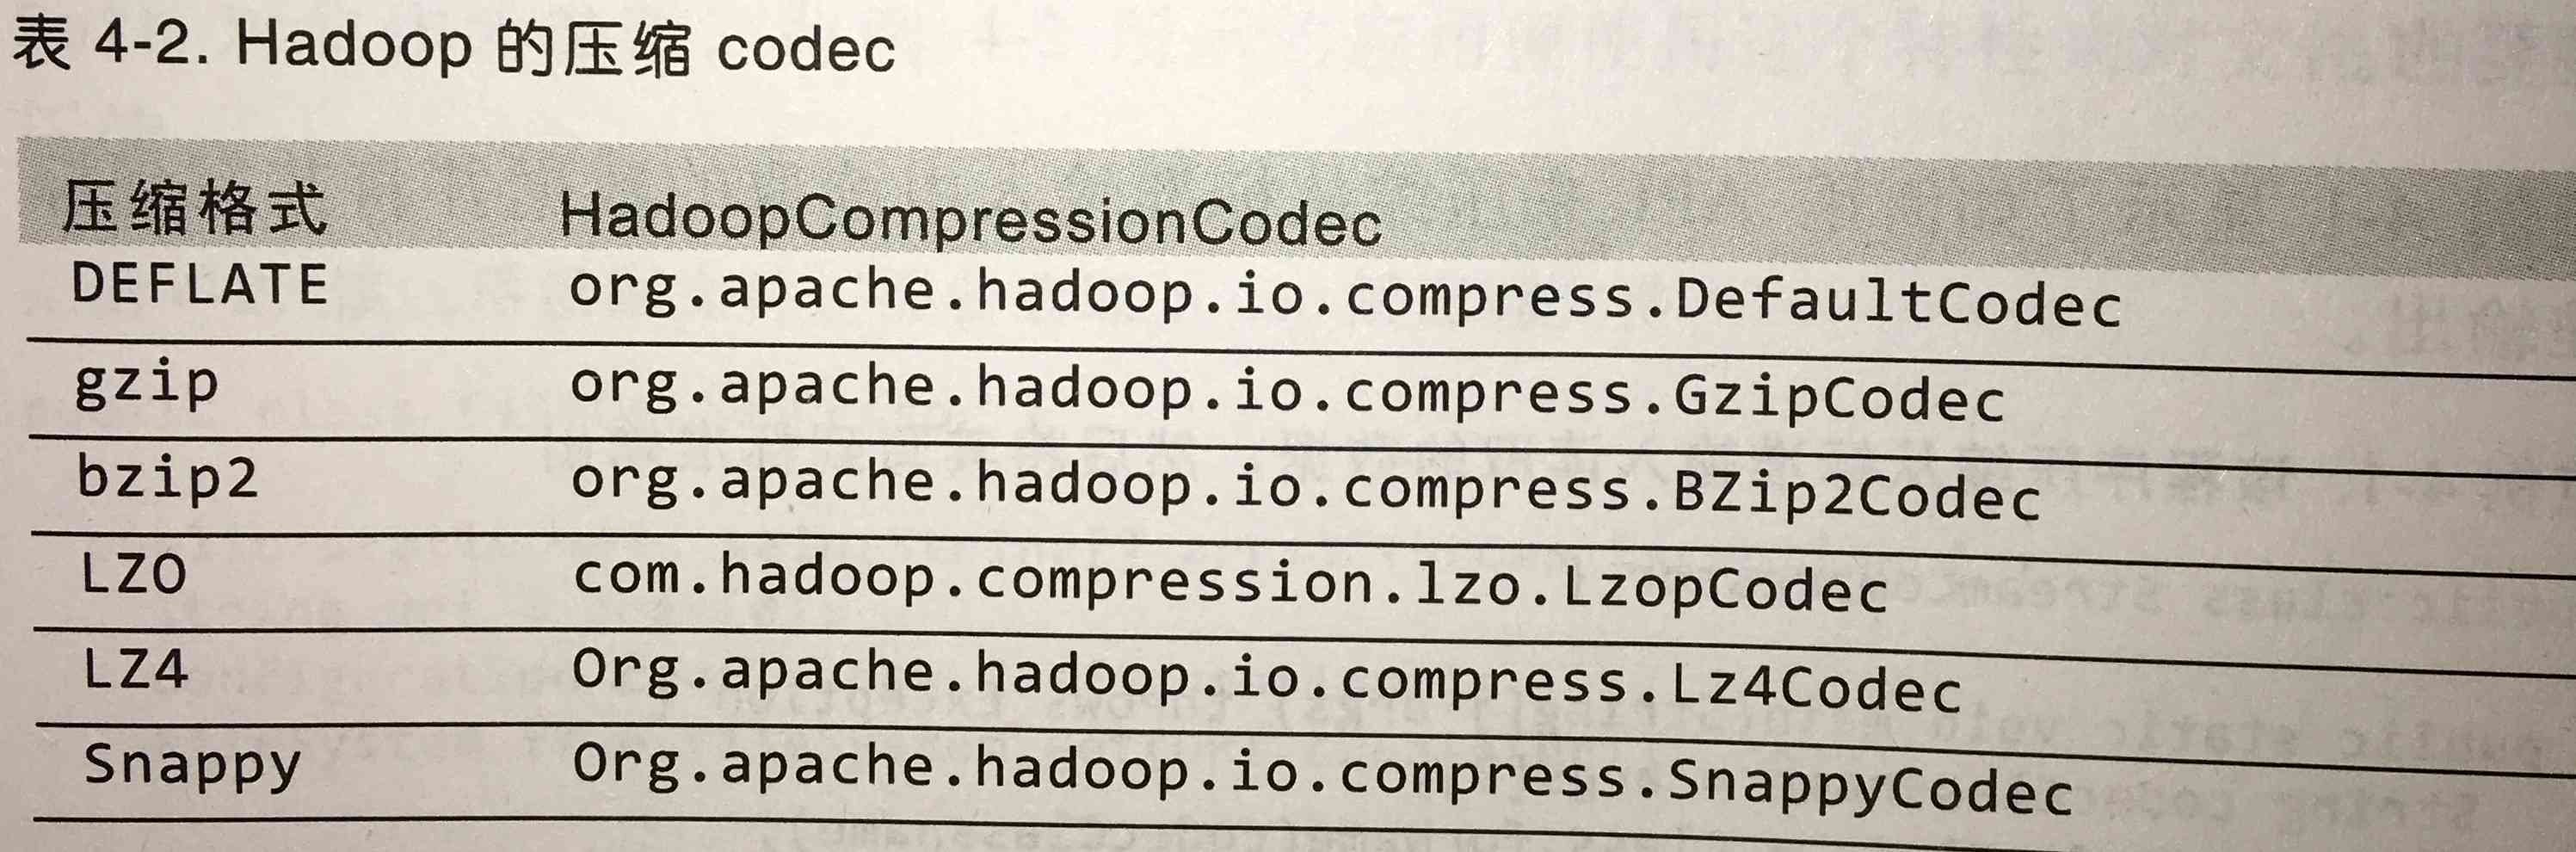 表 4-2. Hadoop 的压缩 codec
压缩格式 HadoopCompressionCodec
DEFLATE org.apache.hadoop.io.compress.DefaultCodec
gzip org.apache.hadoop.io.compress.GzipCodec
bzip2 org.apache.hadoop.io.compress.BZip2Codec
LZO com.hadoop.compression.lzo.LzopCodec
LZ4 Org.apache.hadoop.io.compress.Lz4Codec
Snappy Org.apache.hadoop.io.compress.SnappyCodec